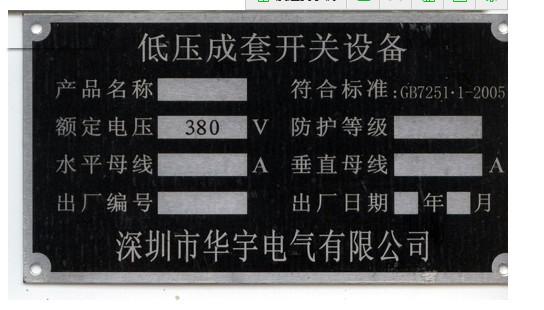 低压成套开关设备
产品名称 符合标准:GB7251·1-2005
额定电压 380 V 防护等级
水平母线 A 垂直母线 A
出厂编号 出厂日期 年 月
深圳市华宇电气有限公司